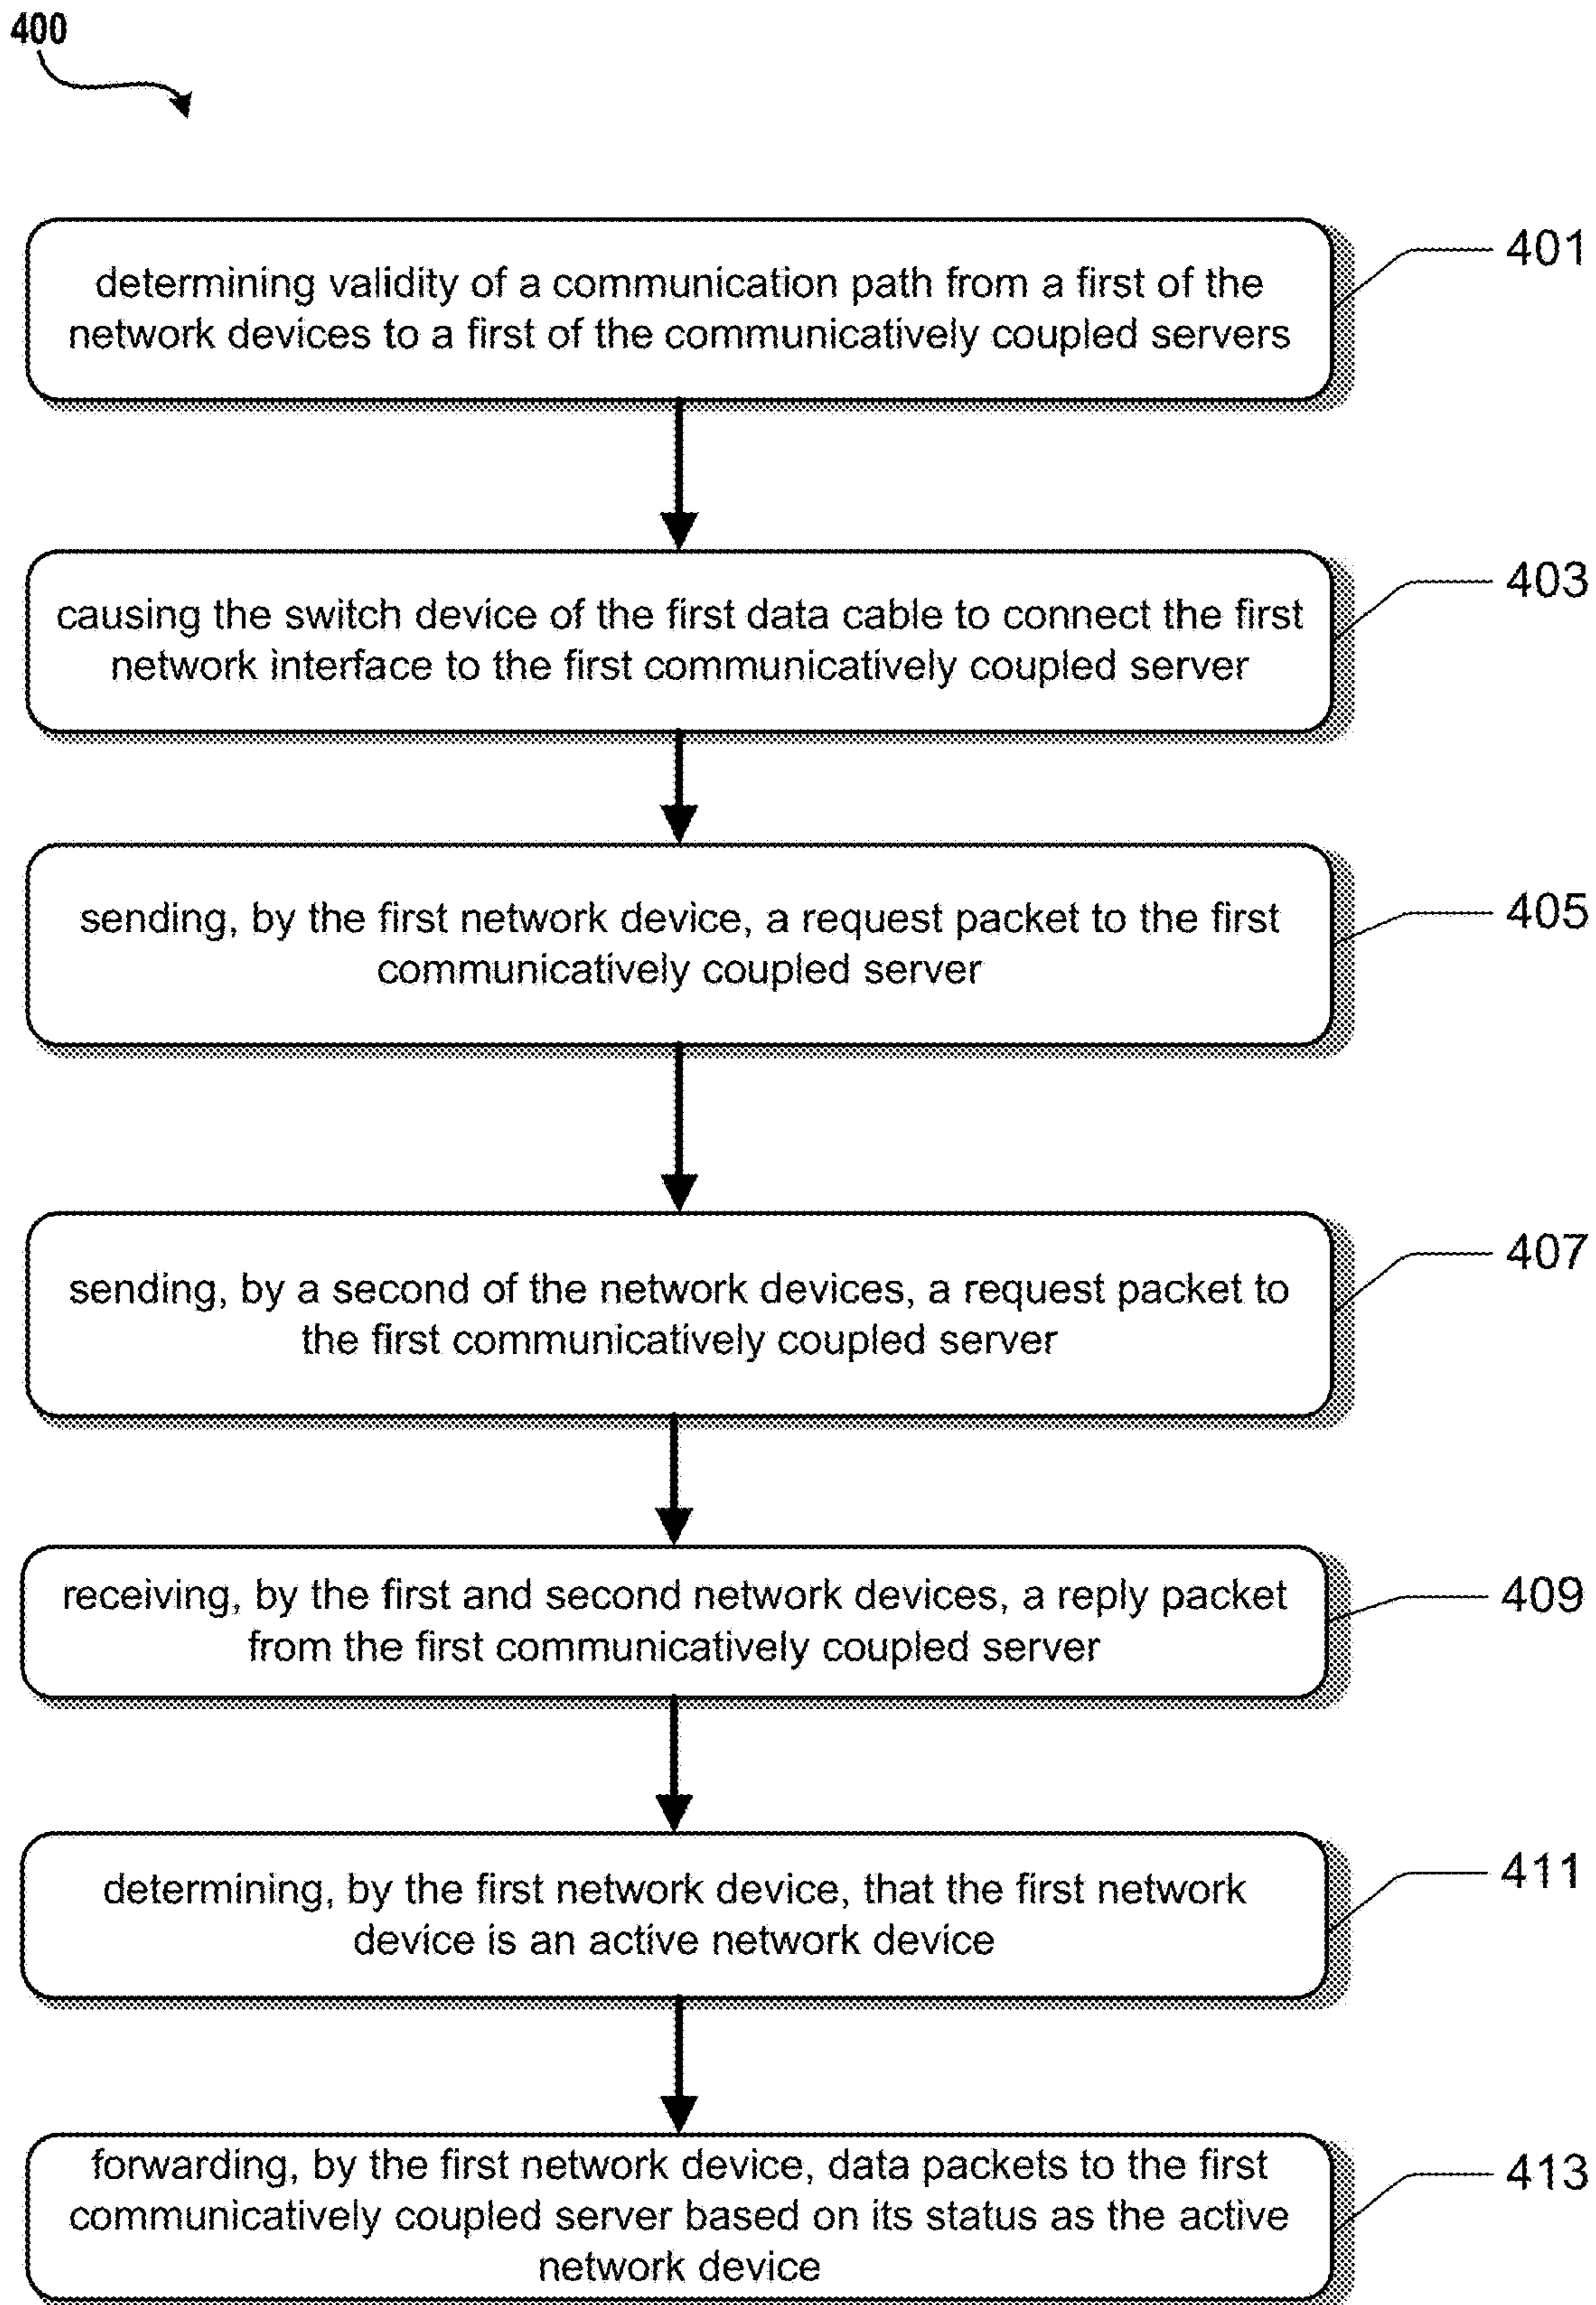 400
determining validity of a communication path from a first of the
network devices to a first of the communicatively coupled servers
401
causing the switch device of the first data cable to connect the first
network interface to the first communicatively coupled server
403
sending, by the first network device, a request packet to the first
communicatively coupled server
405
sending, by a second of the network devices, a request packet to
the first communicatively coupled server
407
receiving, by the first and second network devices, a reply packet
from the first communicatively coupled server
409
determining, by the first network device, that the first network
device is an active network device
411
forwarding, by the first network device, data packets to the first
communicatively coupled server based on its status as the active
network device
413